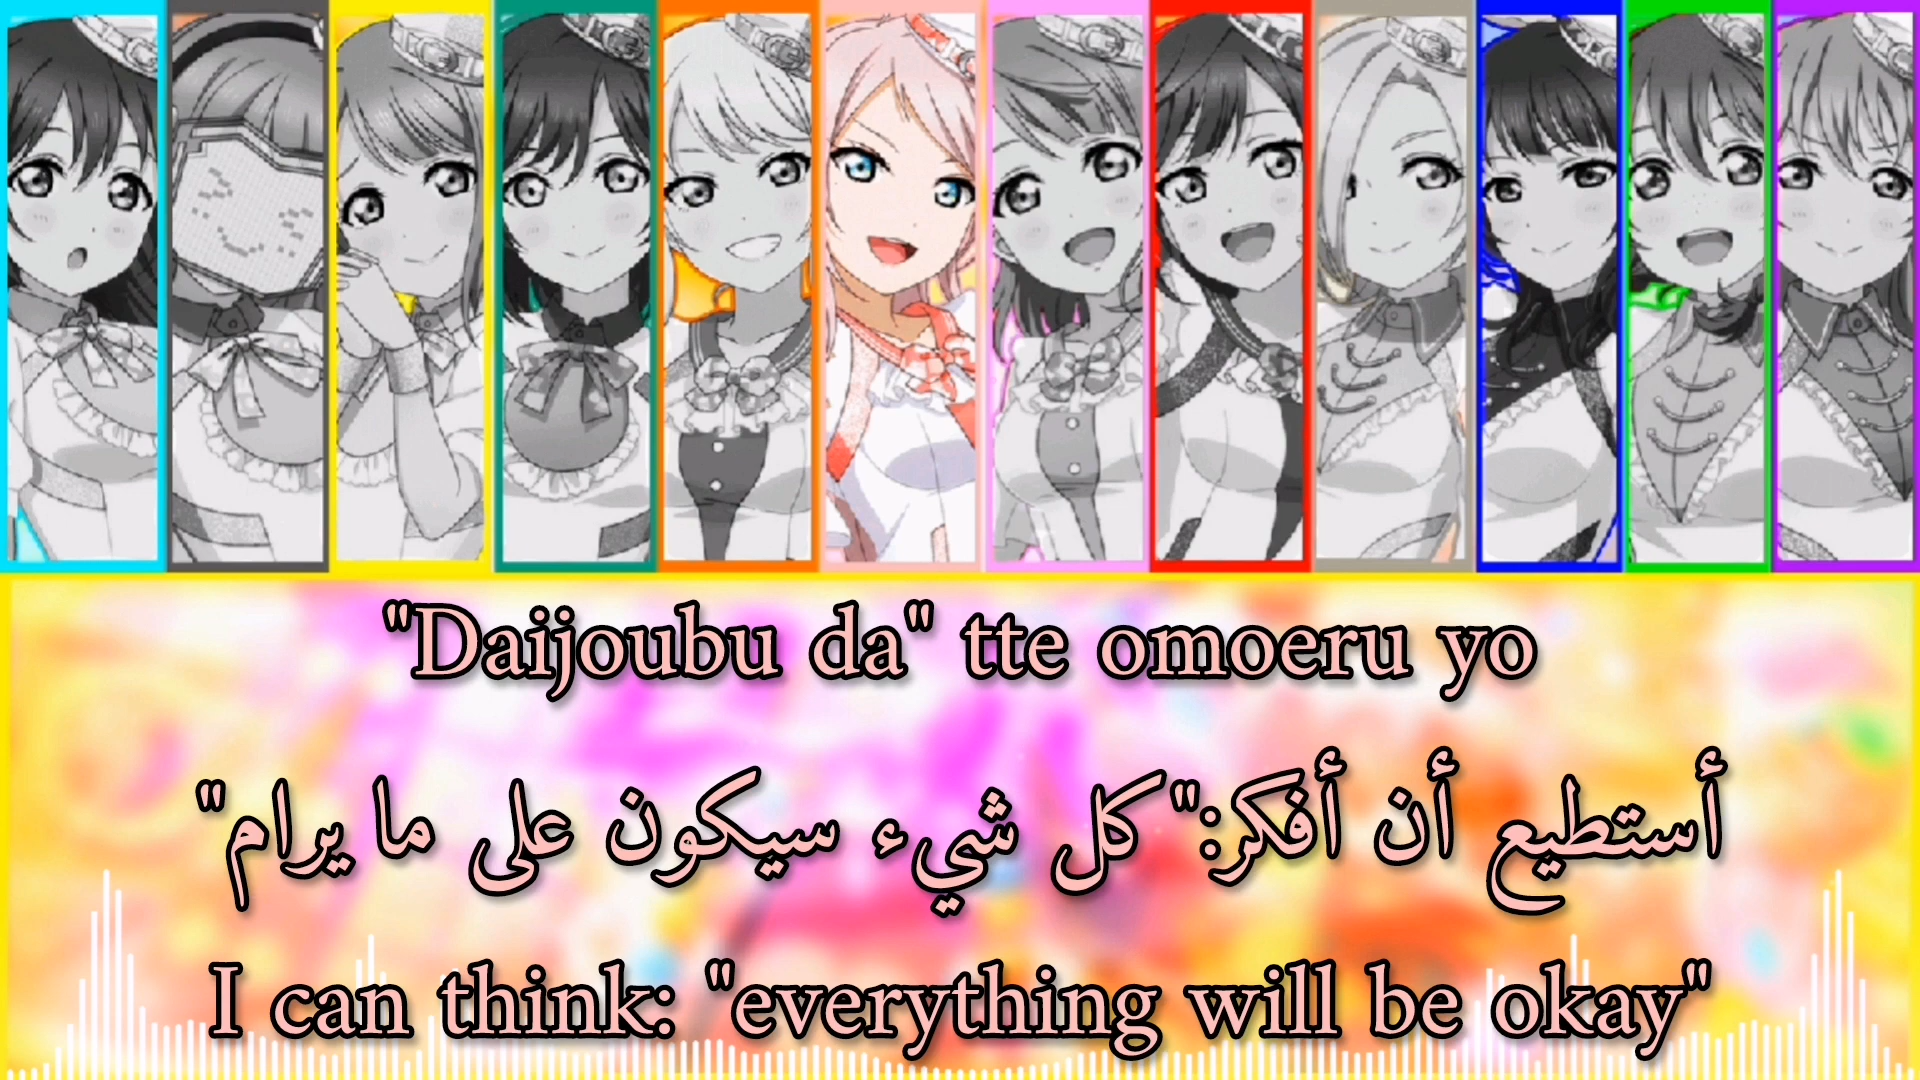 "Daijoubu da" tte omoeru yo
أستطيع أن أفكر:"كل شيء سيكون على ما يرام"
I can think: "everything will be okay"